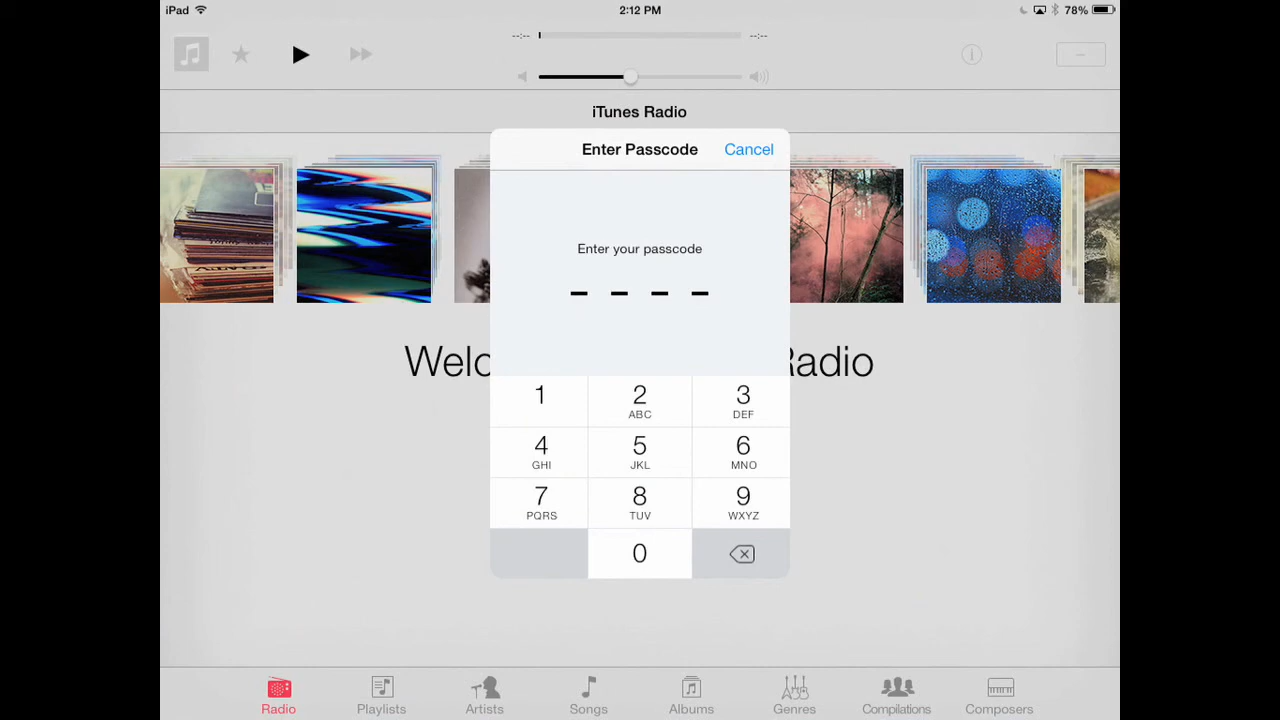 iPad 2:12 PM 78%
--:-- --:--
iTunes Radio
Enter Passcode Cancel
Enter your passcode
Welc Radio
1 2 3
ABC DEF
4 5 6
GHI JKL MNO
7 8 9
PQRS TUV WXYZ
0
Radio Playlists Artists Songs Albums Genres Compilations Composers